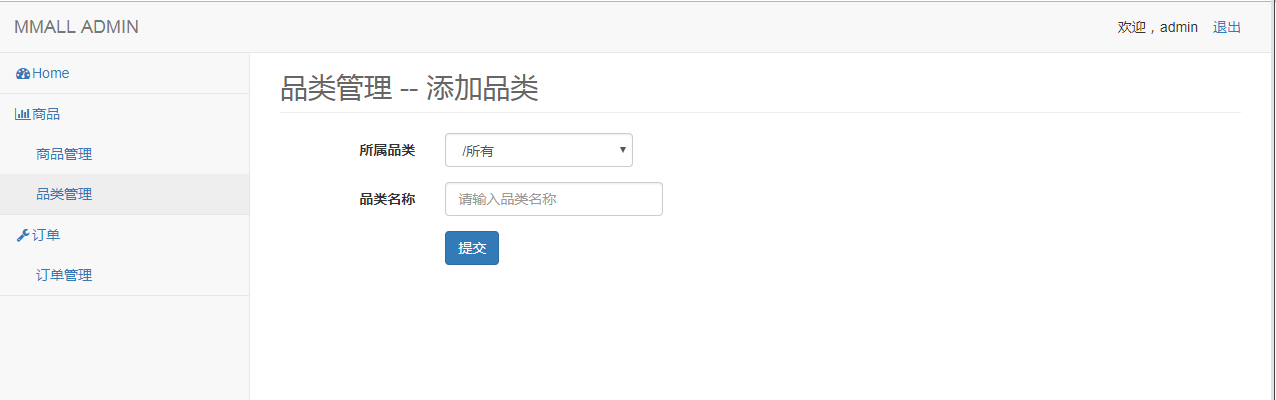 MMALL ADMIN
欢迎，admin 退出
Home
商品
商品管理
品类管理
订单
订单管理
品类管理 -- 添加品类
所属品类 /所有
品类名称 请输入品类名称
提交